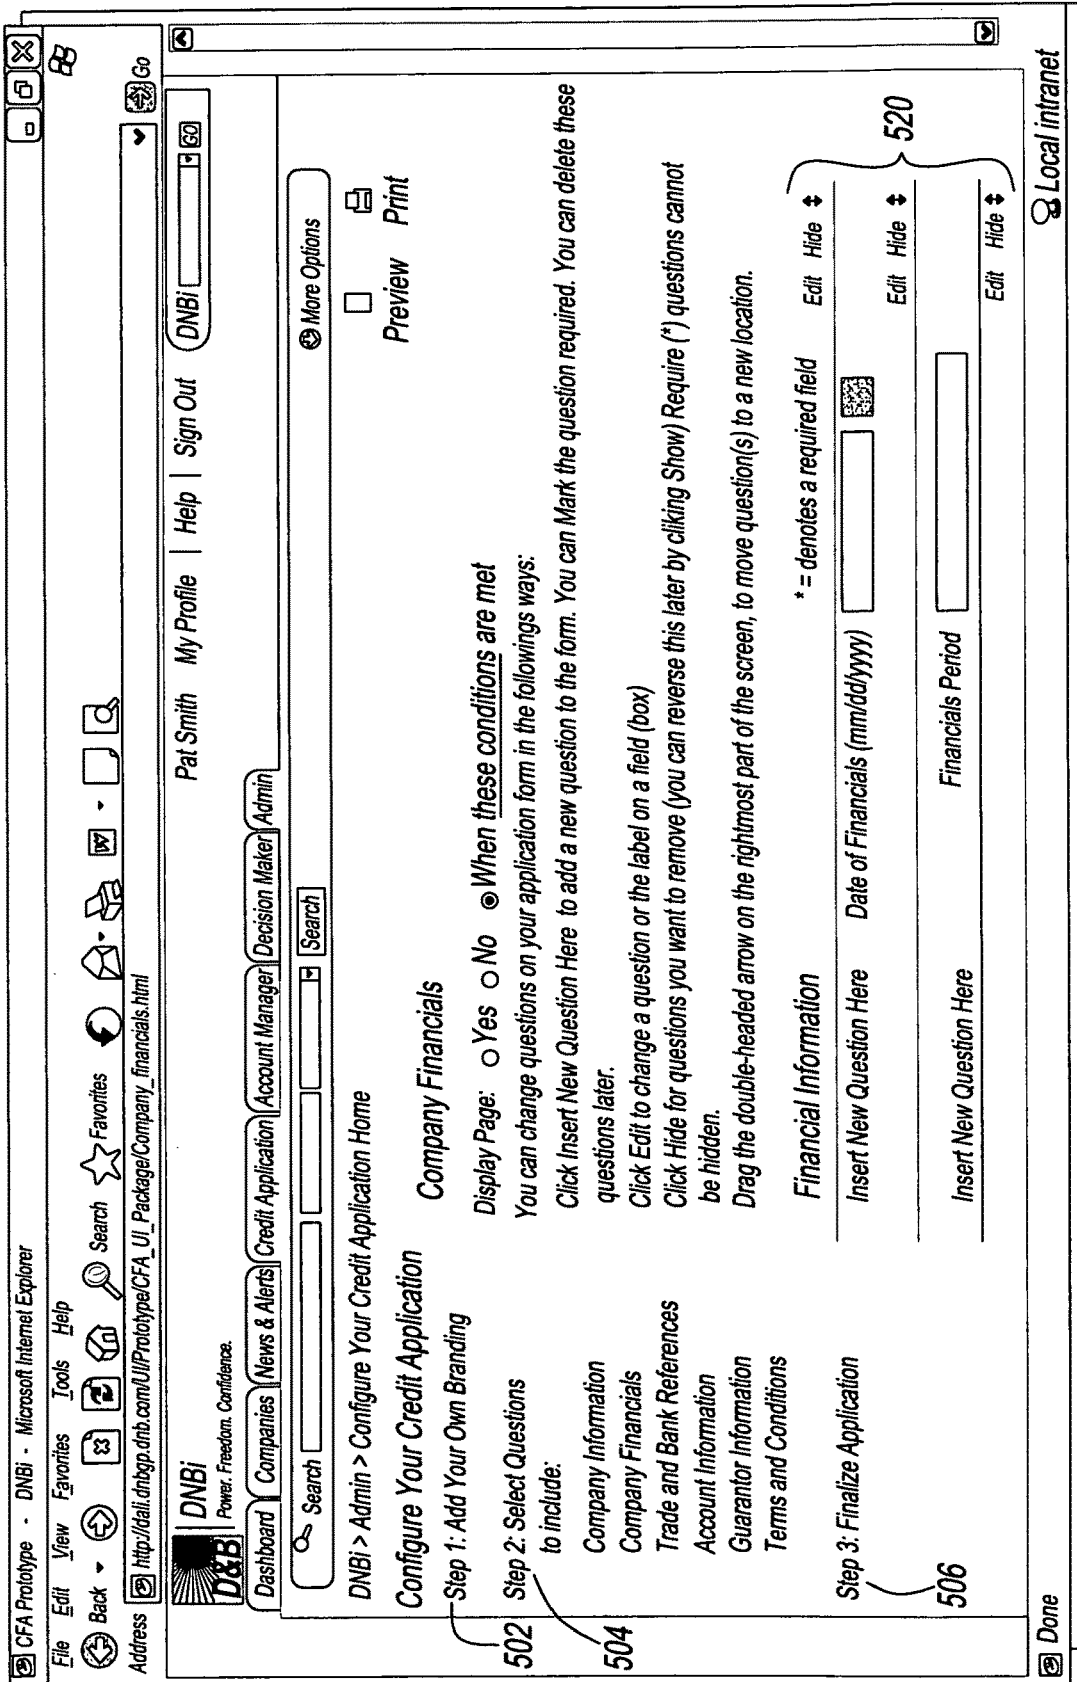 CFA Prototype - DNBi - Microsoft Internet Explorer
File Edit View Favorites Tools Help
Back Search Favorites W
Address http://dali.dnbgp.dnb.com/UI/Prototype/CFA_UI_Package/Company_financials.html Go
D&B DNBi
Power. Freedom. Confidence.
Pat Smith My Profile | Help | Sign Out DNBi GO
Dashboard Companies News & Alerts Credit Application Account Manager Decision Maker Admin
Search Search More Options
DNBi > Admin > Configure Your Credit Application Home
Preview Print
Configure Your Credit Application
Step 1: Add Your Own Branding
502
Step 2: Select Questions
to include:
504
Company Information
Company Financials
Trade and Bank References
Account Information
Guarantor Information
Terms and Conditions
Step 3: Finalize Application
506
Company Financials
Display Page: Yes No When these conditions are met
You can change questions on your application form in the followings ways:
Click Insert New Question Here to add a new question to the form. You can Mark the question required. You can delete these
questions later.
Click Edit to change a question or the label on a field (box)
Click Hide for questions you want to remove (you can reverse this later by cliking Show) Require (*) questions cannot
be hidden.
Drag the double-headed arrow on the rightmost part of the screen, to move question(s) to a new location.
Financial Information * = denotes a required field Edit Hide
Insert New Question Here Date of Financials (mm/dd/yyyy)
Edit Hide
Insert New Question Here Financials Period
Edit Hide
520
Done Local intranet